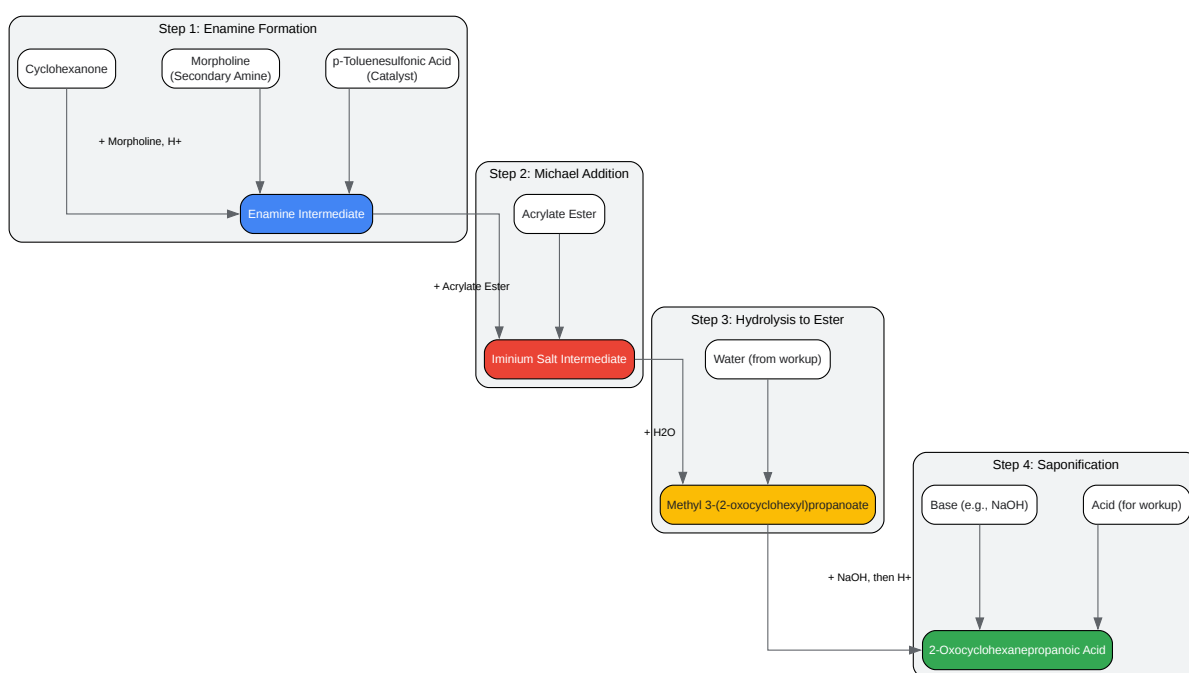 Step 1: Enamine Formation
Cyclohexanone
Morpholine
(Secondary Amine)
p-Toluenesulfonic Acid
(Catalyst)
+ Morpholine, H+
Enamine Intermediate
Step 2: Michael Addition
Acrylate Ester
+ Acrylate Ester
Iminium Salt Intermediate
Step 3: Hydrolysis to Ester
Water (from workup)
+ H2O
Methyl 3-(2-oxocyclohexyl)propanoate
Step 4: Saponification
Base (e.g., NaOH)
Acid (for workup)
+ NaOH, then H+
2-Oxocyclohexanepropanoic Acid